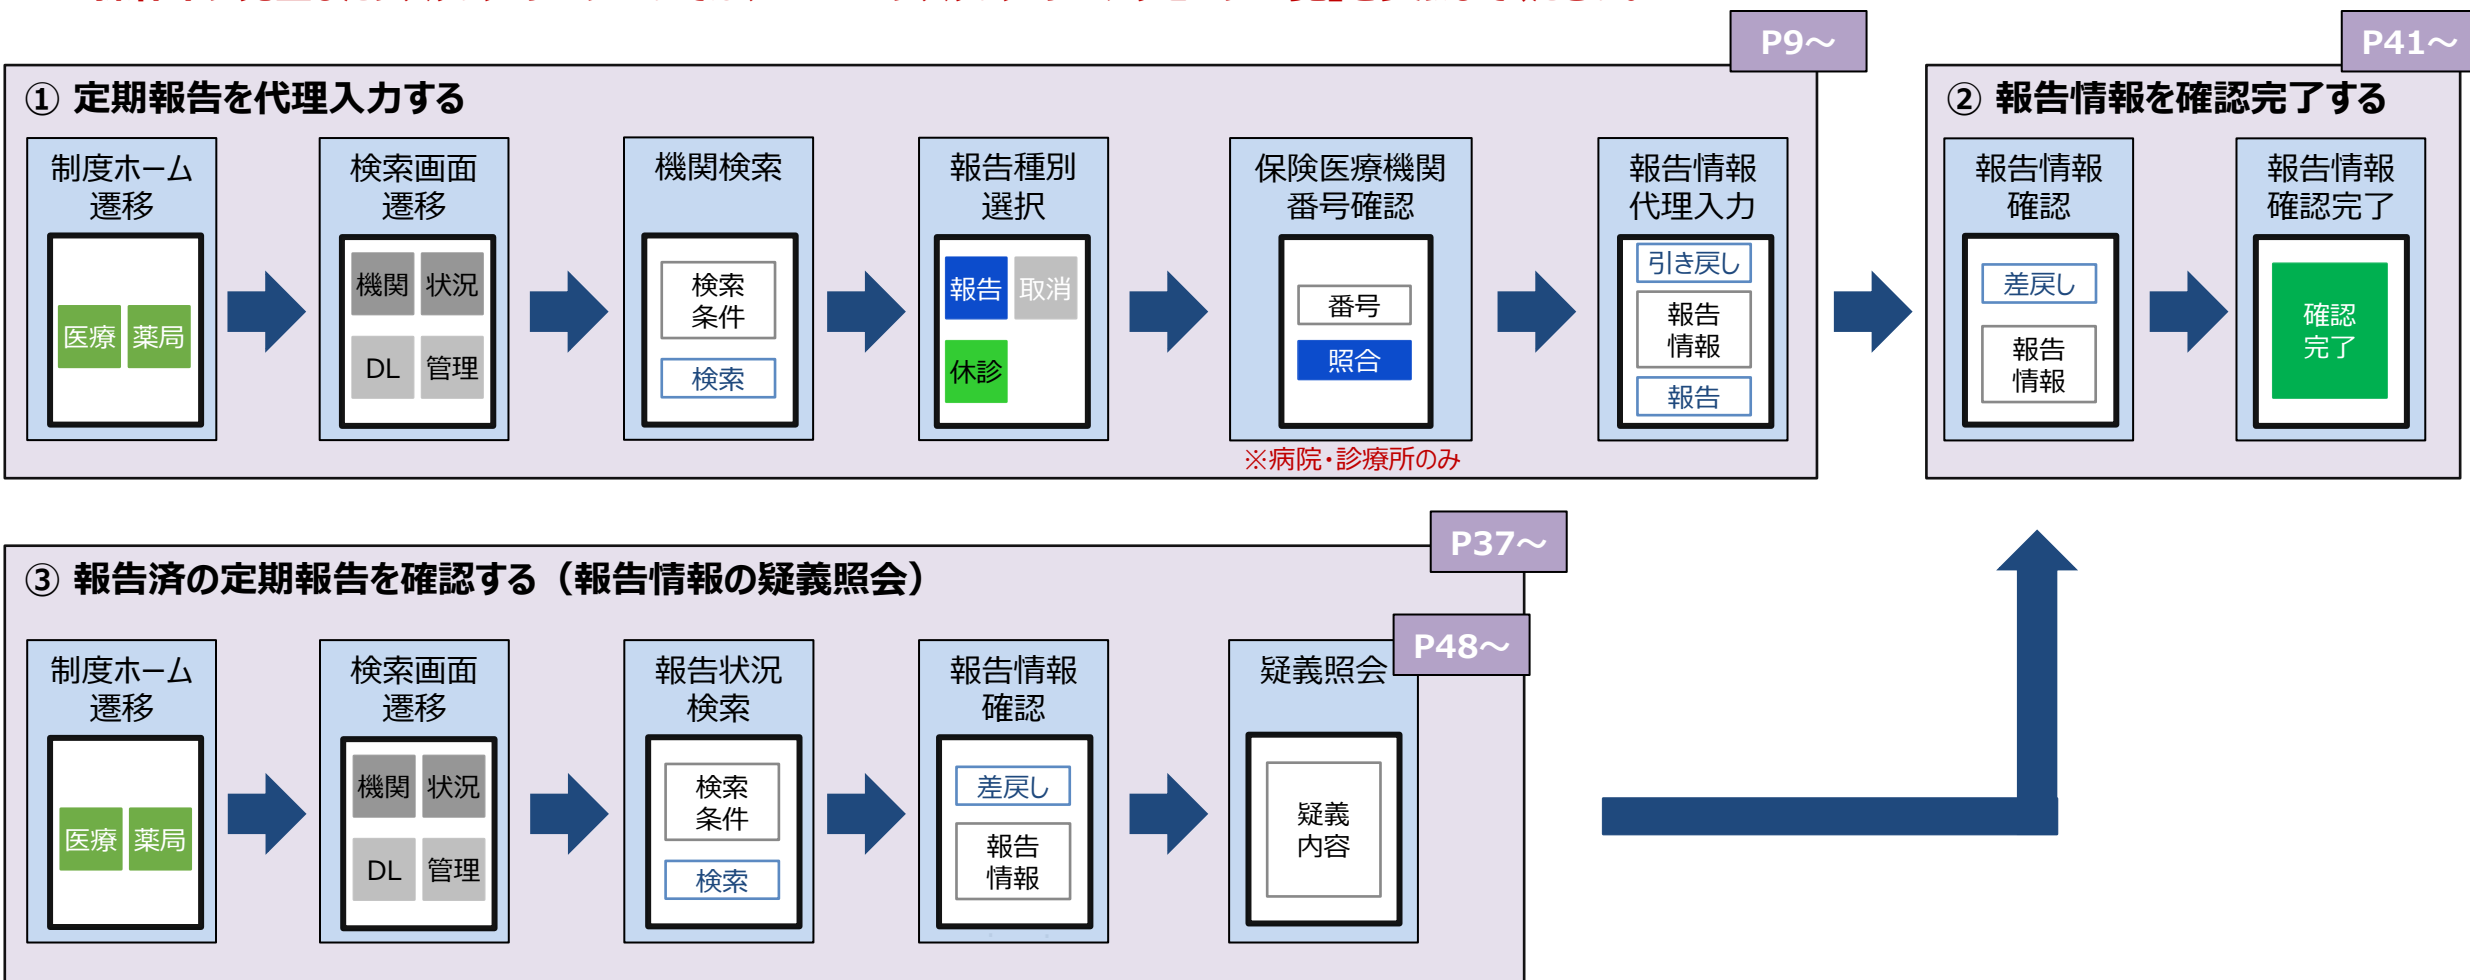 P9～
P41～
① 定期報告を代理入力する
制度ホーム
遷移
医療
薬局
検索画面
遷移
機関
状況
DL
管理
機関検索
検索
条件
検索
報告種別
選択
報告
取消
休診
保険医療機関
番号確認
番号
照合
※病院・診療所のみ
報告情報
代理入力
引き戻し
報告
情報
報告
② 報告情報を確認完了する
報告情報
確認
差戻し
報告
情報
報告情報
確認完了
確認
完了
P37～
③ 報告済の定期報告を確認する（報告情報の疑義照会）
P48～
制度ホーム
遷移
医療
薬局
検索画面
遷移
機関
状況
DL
管理
報告状況
検索
検索
条件
検索
報告情報
確認
差戻し
報告
情報
疑義照会
疑義
内容